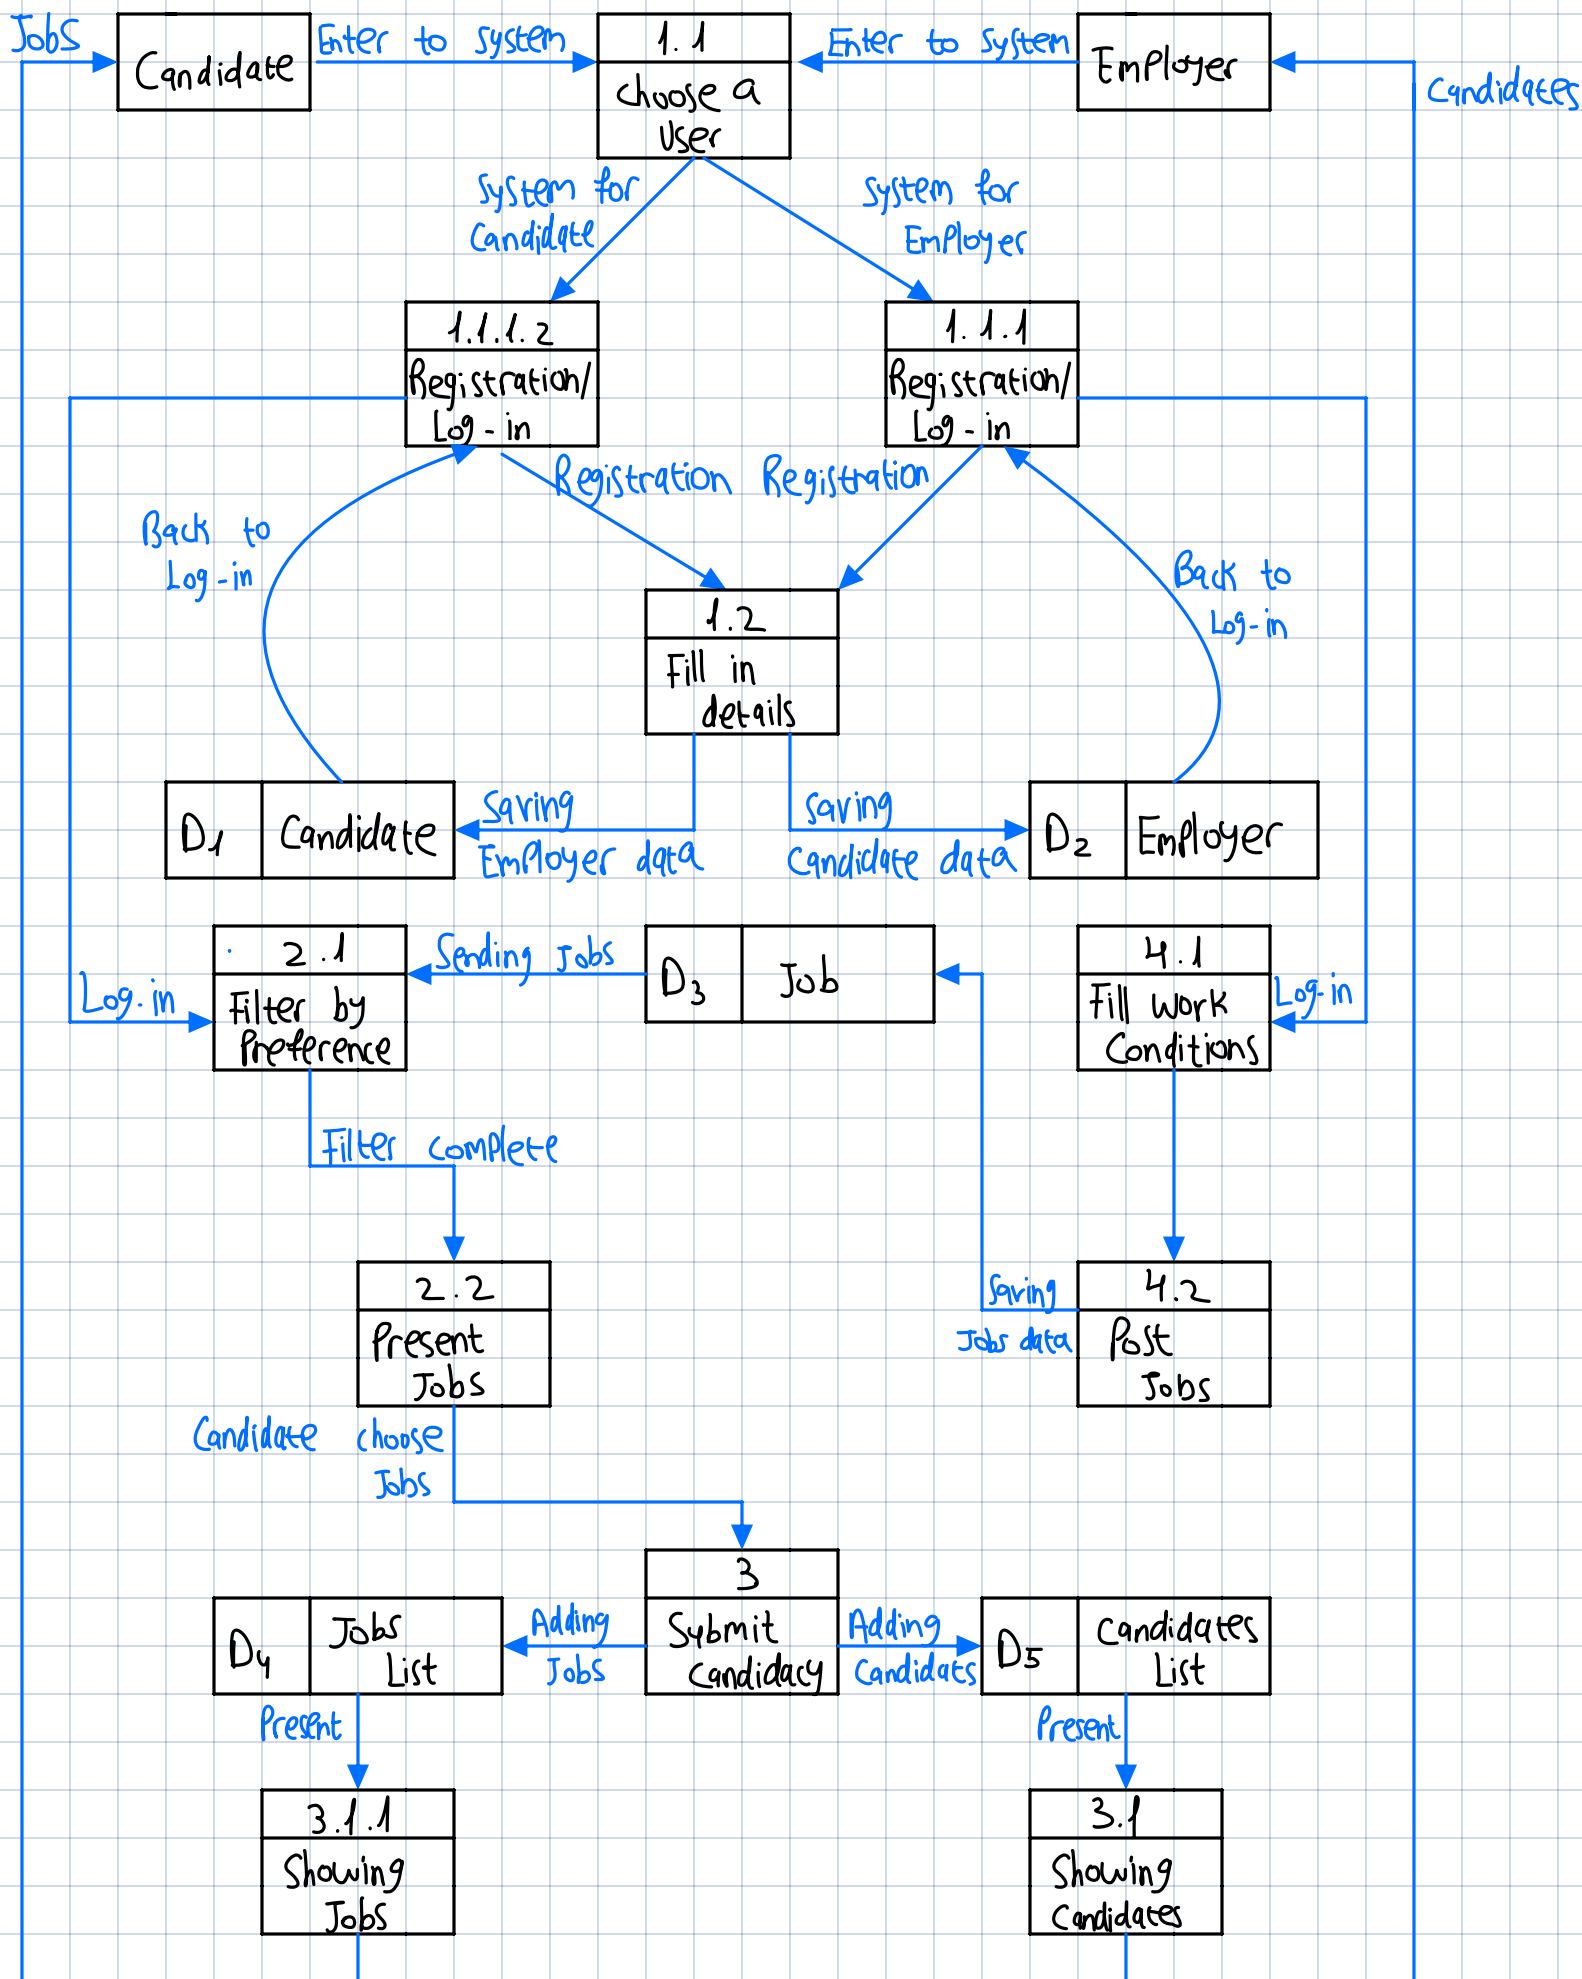 Jobs
Candidate
Enter to system
1.1
choose a
User
Enter to system
Employer
Candidates
System for
Candidate
System for
Employer
1.1.1.2
Registration/
Log-in
1.1.1
Registration/
Log-in
Registration
Registration
Back to
Log-in
Back to
Log-in
1.2
Fill in
details
D1
Candidate
Saving
Employer data
Saving
Candidate data
D2
Employer
2.1
Filter by
Preference
Log-in
Sending Jobs
D3
Job
4.1
Fill work
Conditions
Log-in
Filter complete
2.2
Present
Jobs
Saving
Jobs data
4.2
Post
Jobs
Candidate choose
Jobs
3
Submit
Candidacy
D4
Jobs
List
Adding
Jobs
Adding
Candidats
D5
Candidates
List
Present
Present
3.1.1
Showing
Jobs
3.1
Showing
Candidates